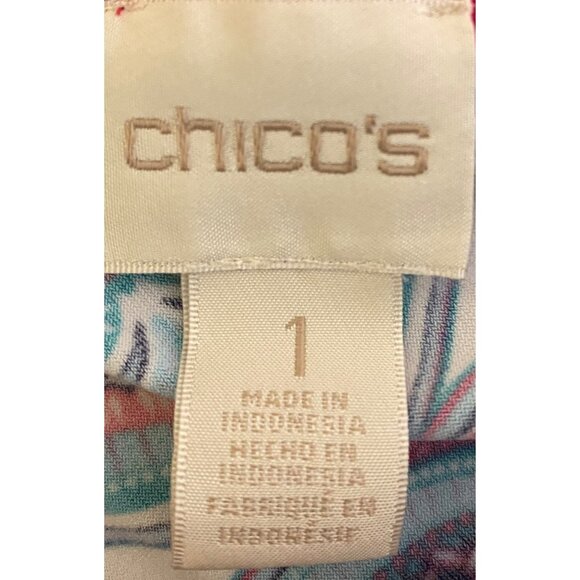 chico's
1
MADE IN
INDONESIA
HECHO EN
INDONESIA
FABRIQUÉ EN
INDONÉSIE